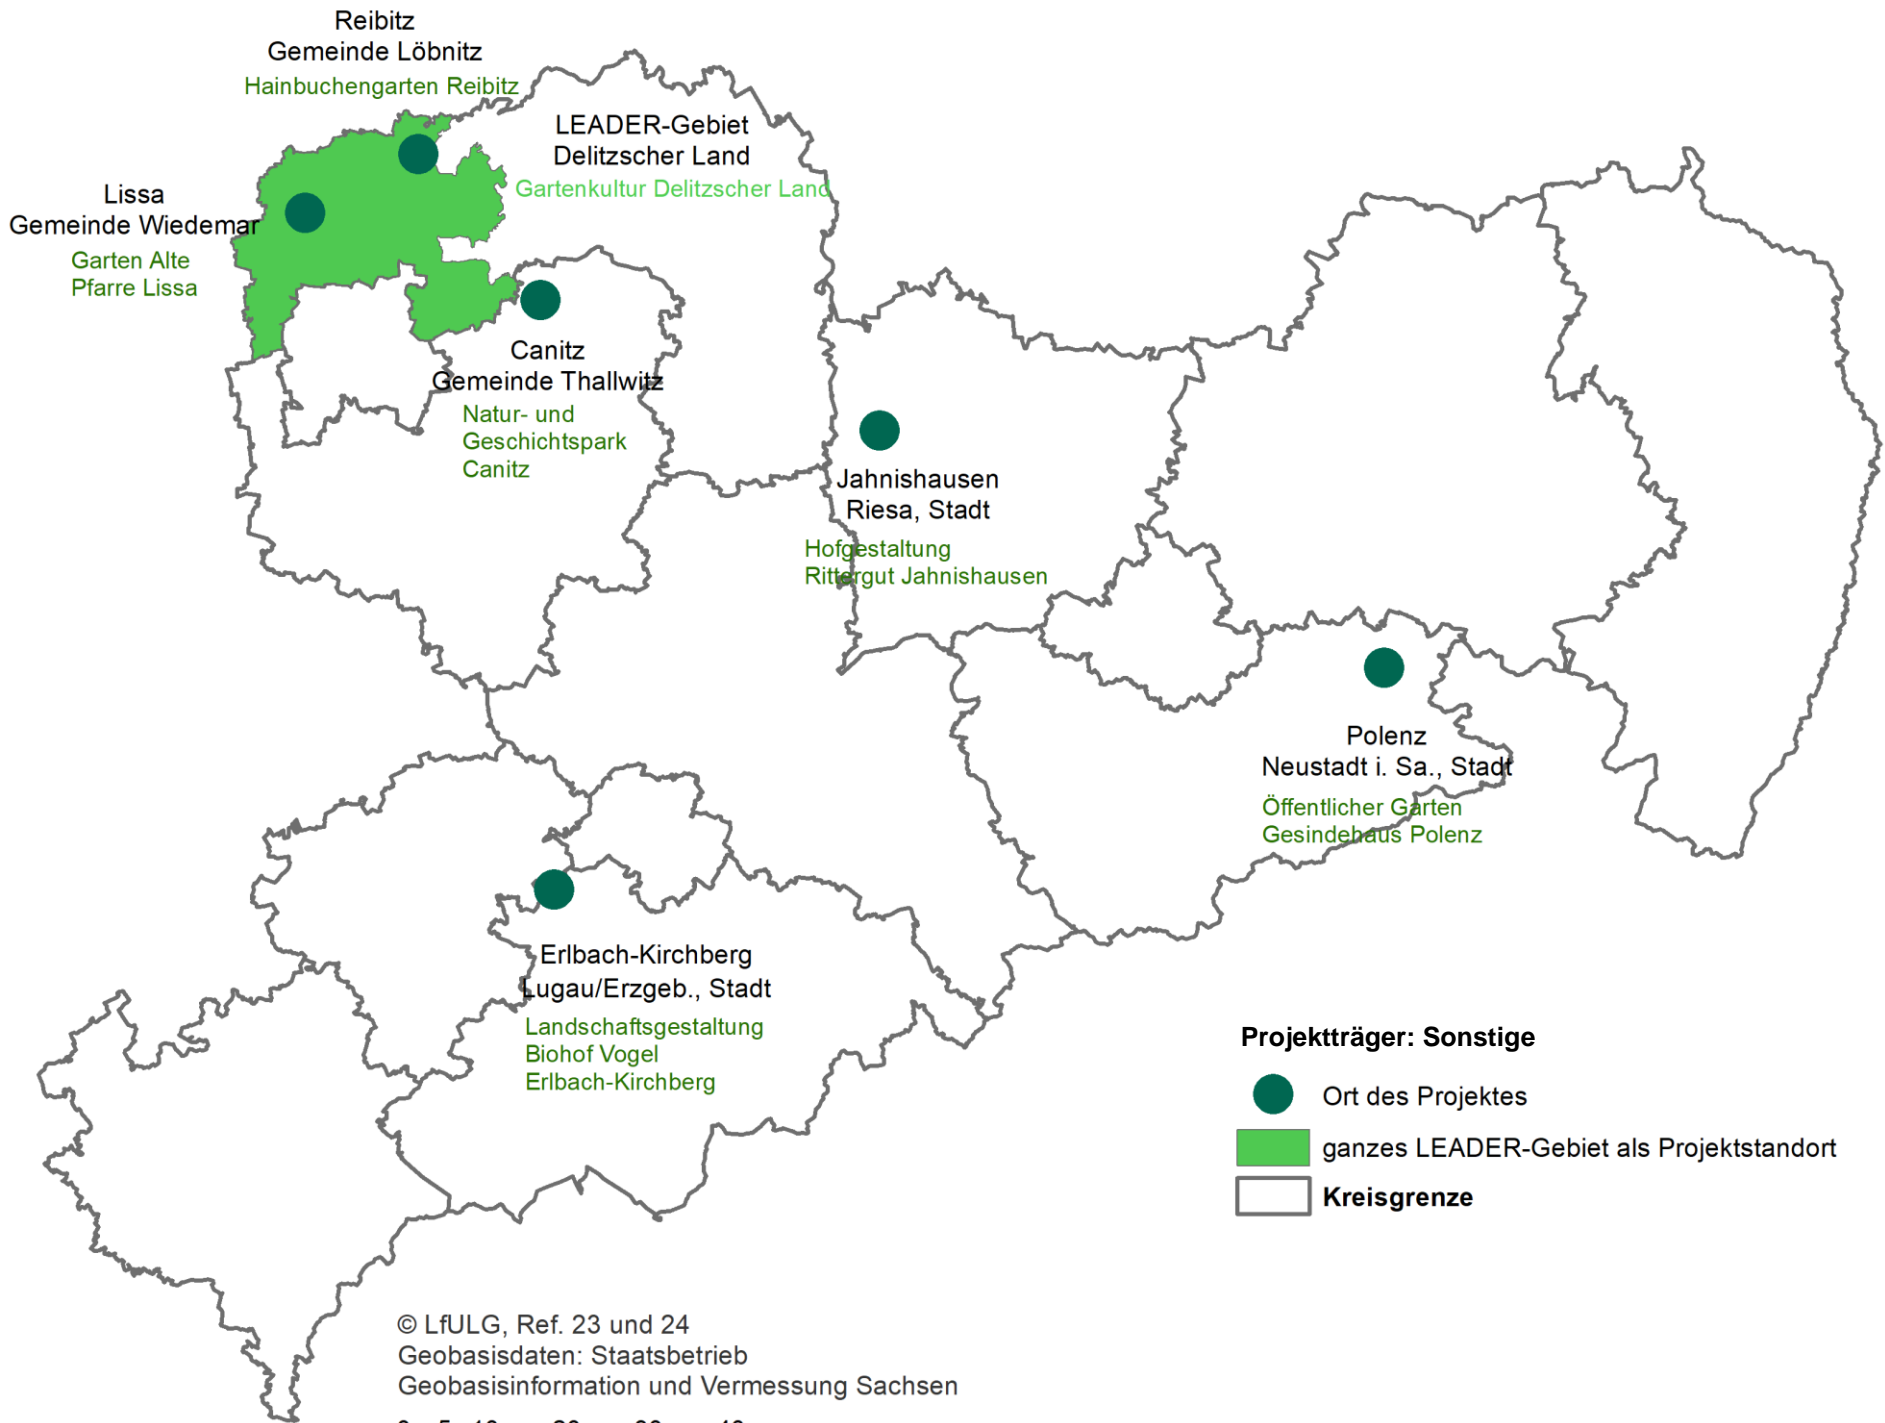 Reibitz
Gemeinde Löbnitz
Hainbuchengarten Reibitz
LEADER-Gebiet
Delitzscher Land
Gartenkultur Delitzscher Land
Lissa
Gemeinde Wiedemar
Garten Alte
Pfarre Lissa
Canitz
Gemeinde Thallwitz
Natur- und
Geschichtspark
Canitz
Jahnishausen
Riesa, Stadt
Hofgestaltung
Rittergut Jahnishausen
Polenz
Neustadt i. Sa., Stadt
Öffentlicher Garten
Gesindehaus Polenz
Erlbach-Kirchberg
Lugau/Erzgeb., Stadt
Landschaftsgestaltung
Biohof Vogel
Erlbach-Kirchberg
Projektträger: Sonstige
Ort des Projektes
ganzes LEADER-Gebiet als Projektstandort
Kreisgrenze
© LfULG, Ref. 23 und 24
Geobasisdaten: Staatsbetrieb
Geobasisinformation und Vermessung Sachsen